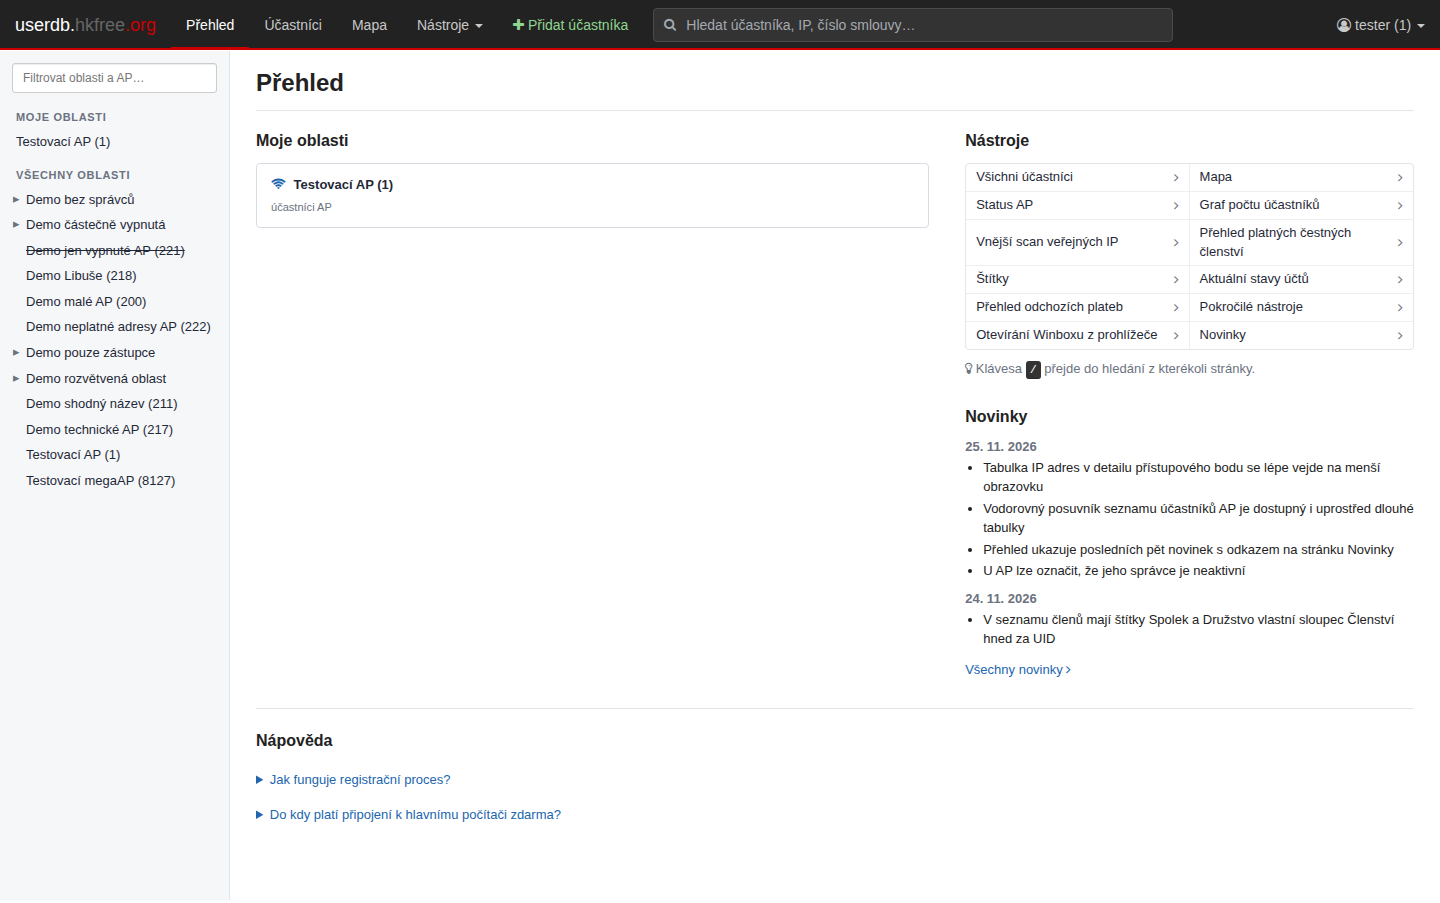 userdb.hkfree.org
Přehled
Účastníci
Mapa
Nástroje
Přidat účastníka
Hledat účastníka, IP, číslo smlouvy…
tester (1)
Filtrovat oblasti a AP…
MOJE OBLASTI
Testovací AP (1)
VŠECHNY OBLASTI
Demo bez správců
Demo částečně vypnutá
Demo jen vypnuté AP (221)
Demo Libuše (218)
Demo malé AP (200)
Demo neplatné adresy AP (222)
Demo pouze zástupce
Demo rozvětvená oblast
Demo shodný název (211)
Demo technické AP (217)
Testovací AP (1)
Testovací megaAP (8127)
Přehled
Moje oblasti
Testovací AP (1)
účastníci AP
Nástroje
Všichni účastníci
Mapa
Status AP
Graf počtu účastníků
Vnější scan veřejných IP
Přehled platných čestných
členství
Štítky
Aktuální stavy účtů
Přehled odchozích plateb
Pokročilé nástroje
Otevírání Winboxu z prohlížeče
Novinky
Klávesa / přejde do hledání z kterékoli stránky.
Novinky
25. 11. 2026
Tabulka IP adres v detailu přístupového bodu se lépe vejde na menší
obrazovku
Vodorovný posuvník seznamu účastníků AP je dostupný i uprostřed dlouhé
tabulky
Přehled ukazuje posledních pět novinek s odkazem na stránku Novinky
U AP lze označit, že jeho správce je neaktivní
24. 11. 2026
V seznamu členů mají štítky Spolek a Družstvo vlastní sloupec Členství
hned za UID
Všechny novinky
Nápověda
Jak funguje registrační proces?
Do kdy platí připojení k hlavnímu počítači zdarma?